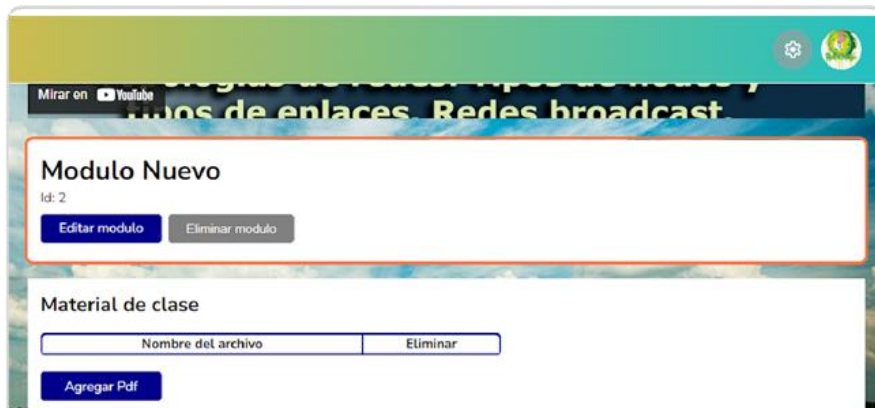 Mirar en YouTube
tipos de enlaces. Redes broadcast.
Modulo Nuevo
Id: 2
Editar modulo Eliminar modulo
Material de clase
Nombre del archivo Eliminar
Agregar Pdf